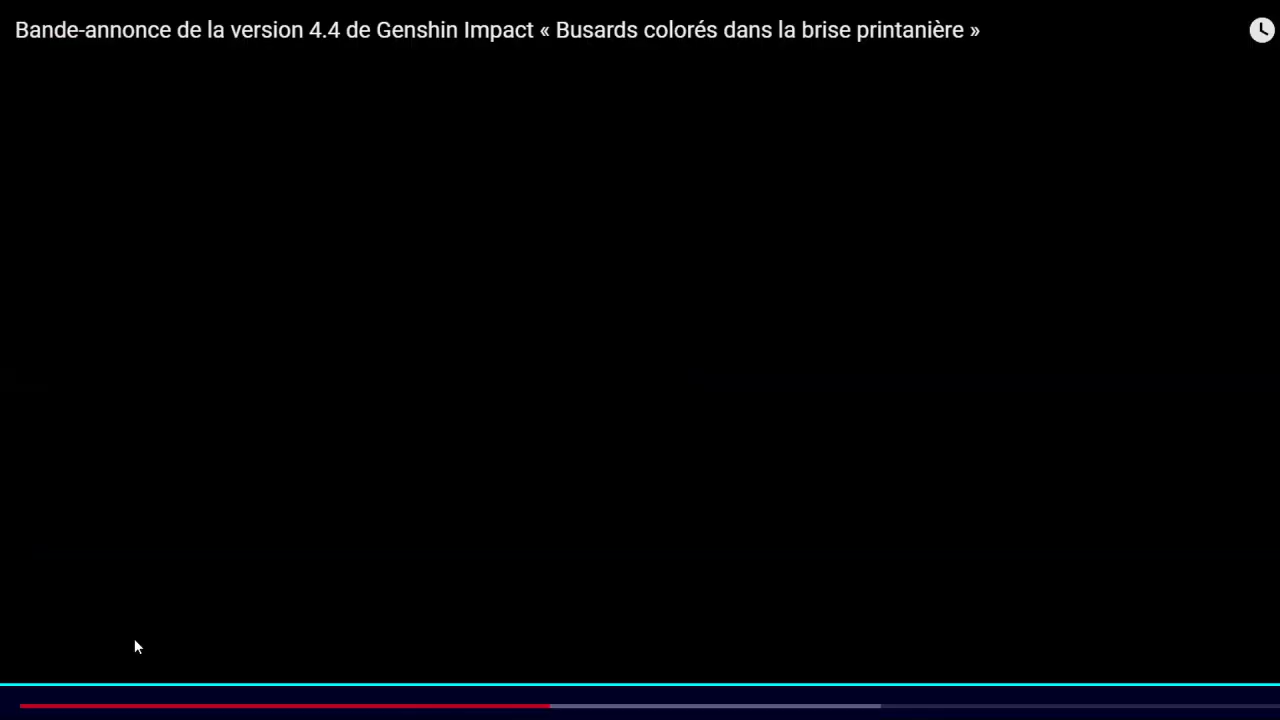 Bande-annonce de la version 4.4 de Genshin Impact « Busards colorés dans la brise printanière »